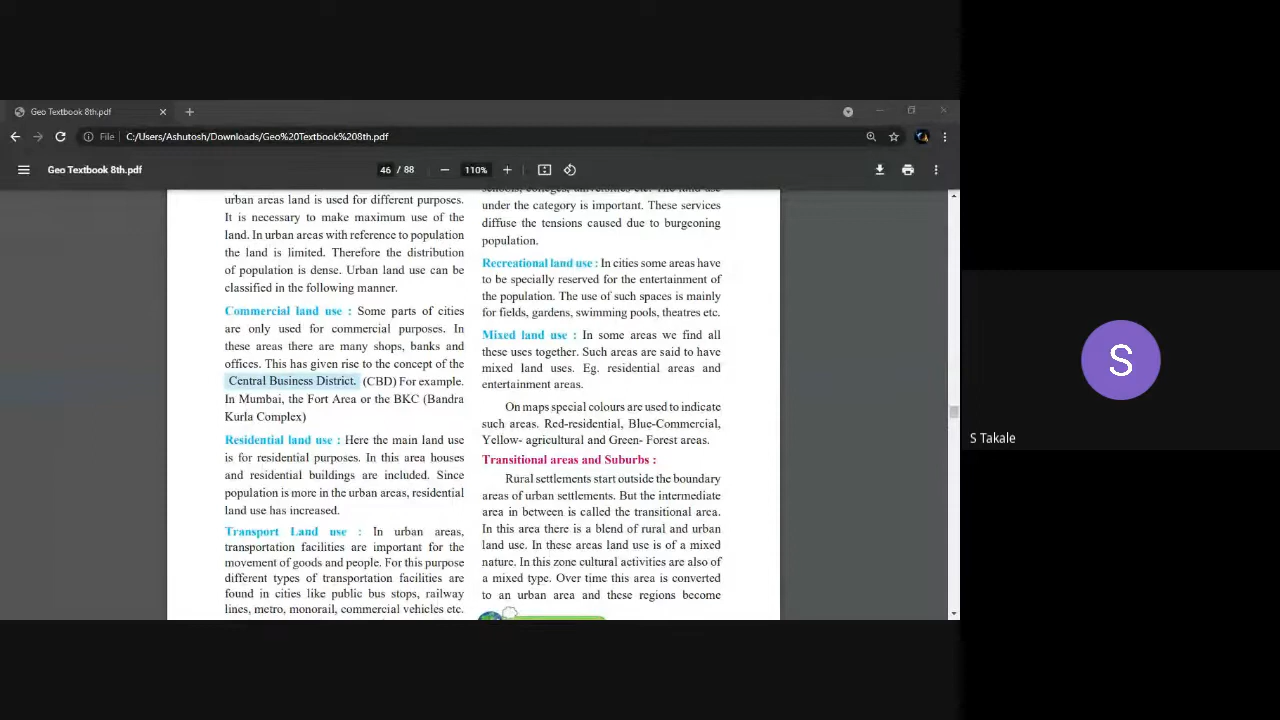 Geo Textbook 8th.pdf
File
C:/Users/Ashutosh/Downloads/Geo%20Textbook%208th.pdf
Geo Textbook 8th.pdf
46 / 88
110%
urban areas land is used for different purposes.
It is necessary to make maximum use of the
land. In urban areas with reference to population
the land is limited. Therefore the distribution
of population is dense. Urban land use can be
classified in the following manner.
Commercial land use : Some parts of cities
are only used for commercial purposes. In
these areas there are many shops, banks and
offices. This has given rise to the concept of the
Central Business District. (CBD) For example.
In Mumbai, the Fort Area or the BKC (Bandra
Kurla Complex)
Residential land use : Here the main land use
is for residential purposes. In this area houses
and residential buildings are included. Since
population is more in the urban areas, residential
land use has increased.
Transport Land use : In urban areas,
transportation facilities are important for the
movement of goods and people. For this purpose
different types of transportation facilities are
found in cities like public bus stops, railway
lines, metro, monorail, commercial vehicles etc.
schools, colleges, universities etc. The land use
under the category is important. These services
diffuse the tensions caused due to burgeoning
population.
Recreational land use : In cities some areas have
to be specially reserved for the entertainment of
the population. The use of such spaces is mainly
for fields, gardens, swimming pools, theatres etc.
Mixed land use : In some areas we find all
these uses together. Such areas are said to have
mixed land uses. Eg. residential areas and
entertainment areas.
On maps special colours are used to indicate
such areas. Red-residential, Blue-Commercial,
Yellow- agricultural and Green- Forest areas.
Transitional areas and Suburbs :
Rural settlements start outside the boundary
areas of urban settlements. But the intermediate
area in between is called the transitional area.
In this area there is a blend of rural and urban
land use. In these areas land use is of a mixed
nature. In this zone cultural activities are also of
a mixed type. Over time this area is converted
to an urban area and these regions become
S
S Takale